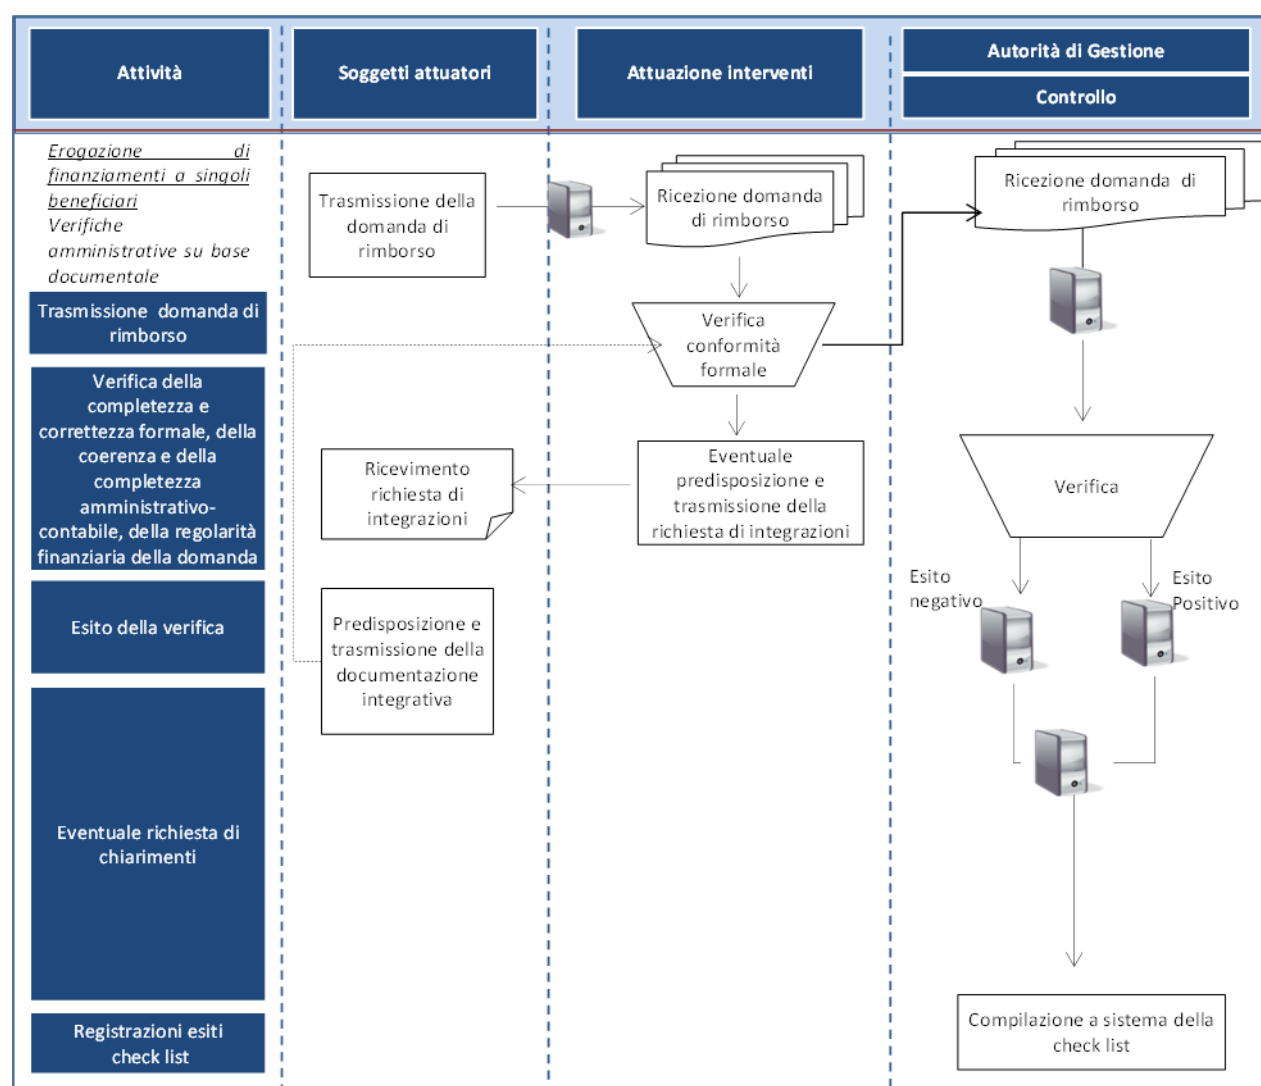 Attività
Soggetti attuatori
Attuazione interventi
Autorità di Gestione
Controllo
Erogazione di
finanziamenti a singoli
beneficiari
Verifiche
amministrative su base
documentale
Trasmissione della
domanda di
rimborso
Ricezione domanda
di rimborso
Ricezione domanda di
rimborso
Trasmissione domanda di
rimborso
Verifica
conformità
formale
Verifica della
completezza e
correttezza formale, della
coerenza e della
completezza
amministrativo-
contabile, della regolarità
finanziaria della domanda
Ricevimento
richiesta di
integrazioni
Eventuale
predisposizione e
trasmissione della
richiesta di integrazioni
Verifica
Esito
negativo
Esito
Positivo
Esito della verifica
Predisposizione e
trasmissione della
documentazione
integrativa
Eventuale richiesta di
chiarimenti
Registrazioni esiti
check list
Compilazione a sistema della
check list